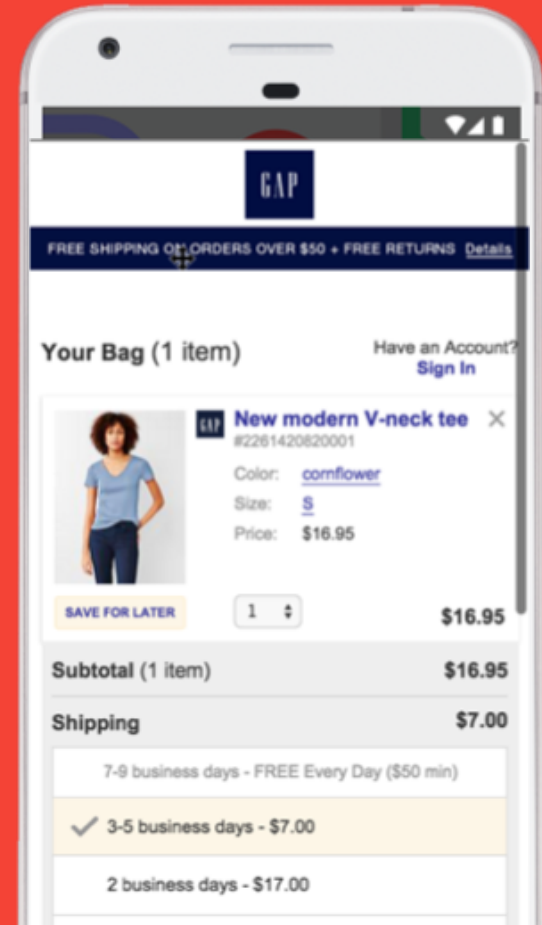 GAP
FREE SHIPPING ON ORDERS OVER $50 + FREE RETURNS Details
Your Bag (1 item)
Have an Account?
Sign In
GAP
New modern V-neck tee
#2261420820001
Color: cornflower
Size: S
Price: $16.95
SAVE FOR LATER
1
$16.95
Subtotal (1 item) $16.95
Shipping $7.00
7-9 business days - FREE Every Day ($50 min)
3-5 business days - $7.00
2 business days - $17.00